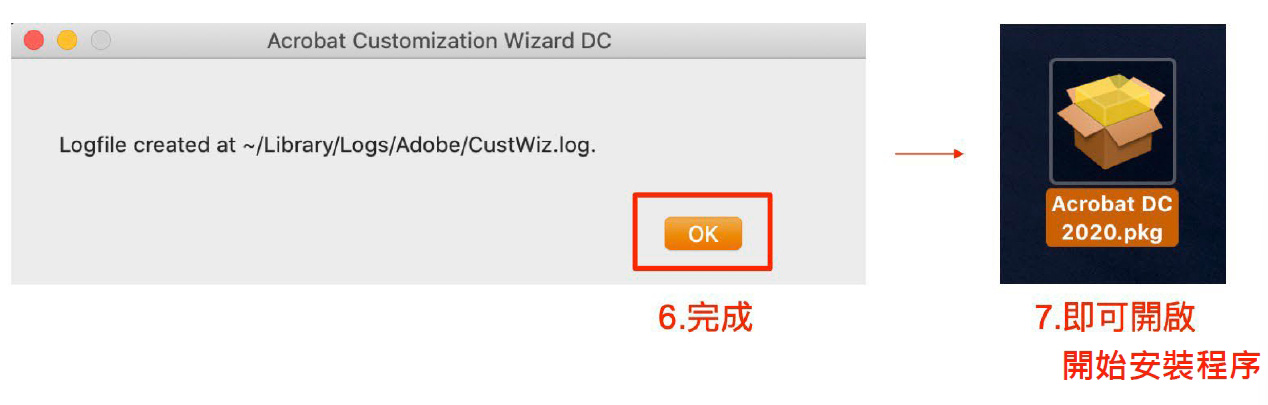 Acrobat Customization Wizard DC
Logfile created at ~/Library/Logs/Adobe/CustWiz.log.
OK
6.完成
Acrobat DC
2020.pkg
7.即可開啟
開始安裝程序